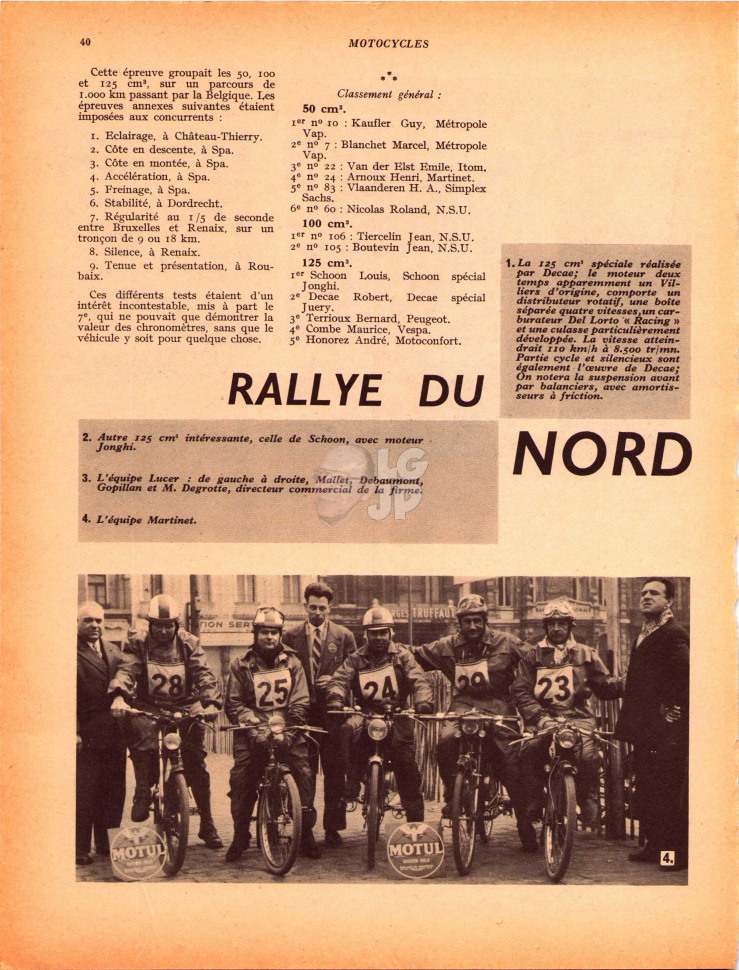 40
MOTOCYCLES
Cette épreuve groupait les 50, 100
et 125 cm³, sur un parcours de
1.000 km passant par la Belgique. Les
épreuves annexes suivantes étaient
imposées aux concurrents :
1. Eclairage, à Château-Thierry.
2. Côte en descente, à Spa.
3. Côte en montée, à Spa.
4. Accélération, à Spa.
5. Freinage, à Spa.
6. Stabilité, à Dordrecht.
7. Régularité au 1/5 de seconde
entre Bruxelles et Renaix, sur un
tronçon de 9 ou 18 km.
8. Silence, à Renaix.
9. Tenue et présentation, à Rou-
baix.
Ces différents tests étaient d'un
intérêt incontestable, mis à part le
7e, qui ne pouvait que démontrer la
valeur des chronomètres, sans que le
véhicule y soit pour quelque chose.
***
Classement général :
50 cm³.
1er nº 10 : Kaufler Guy, Métropole
Vap.
2e nº 7 : Blanchet Marcel, Métropole
Vap.
3e nº 22 : Van der Elst Emile, Itom.
4e nº 24 : Arnoux Henri, Martinet.
5e nº 83 : Vlaanderen H. A., Simplex
Sachs.
6e nº 60 : Nicolas Roland, N.S.U.
100 cm³.
1er nº 106 : Tiercelin Jean, N.S.U.
2e nº 105 : Boutevin Jean, N.S.U.
125 cm³.
1er Schoon Louis, Schoon spécial
Jonghi.
2e Decae Robert, Decae spécial
Juery.
3e Terrioux Bernard, Peugeot.
4e Combe Maurice, Vespa.
5e Honorez André, Motoconfort.
1. La 125 cm³ spéciale réalisée
par Decae; le moteur deux
temps apparemment un Vil-
liers d'origine, comporte un
distributeur rotatif, une boîte
séparée quatre vitesses,un car-
burateur Del Lorto « Racing »
et une culasse particulièrement
développée. La vitesse attein-
drait 110 km/h à 8.500 tr/mn.
Partie cycle et silencieux sont
également l'œuvre de Decae;
On notera la suspension avant
par balanciers, avec amortis-
seurs à friction.
RALLYE DU
NORD
2. Autre 125 cm³ intéressante, celle de Schoon, avec moteur
Jonghi.
3. L'équipe Lucer : de gauche à droite, Mallet, Debaumont,
Gopillan et M. Degrotte, directeur commercial de la firme.
4. L'équipe Martinet.
LG
JP
TION SER
GES TRUFFAUT
28
25
24
29
23
MOTUL
MOTUL
4.